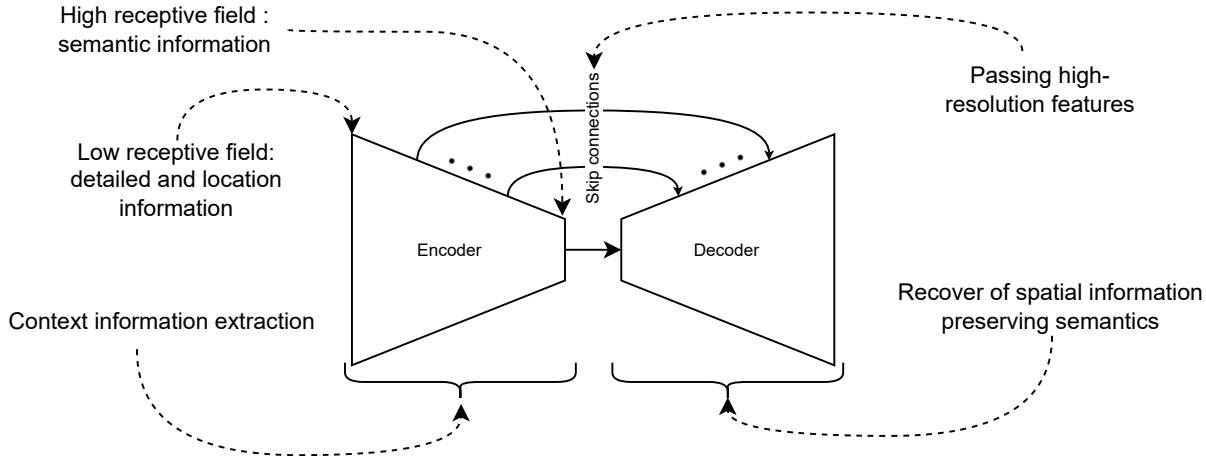 High receptive field :
semantic information
Passing high-
resolution features
Skip connections
Low receptive field:
detailed and location
information
Encoder
Decoder
Context information extraction
Recover of spatial information
preserving semantics